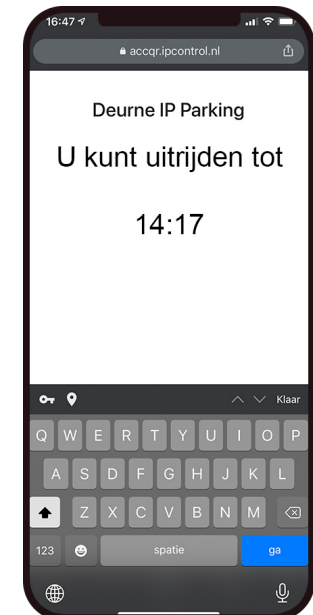 16:47
accqr.ipcontrol.nl
Deurne IP Parking
U kunt uitrijden tot
14:17
Klaar
Q W E R T Y U I O P
A S D F G H J K L
Z X C V B N M
123 spatie ga